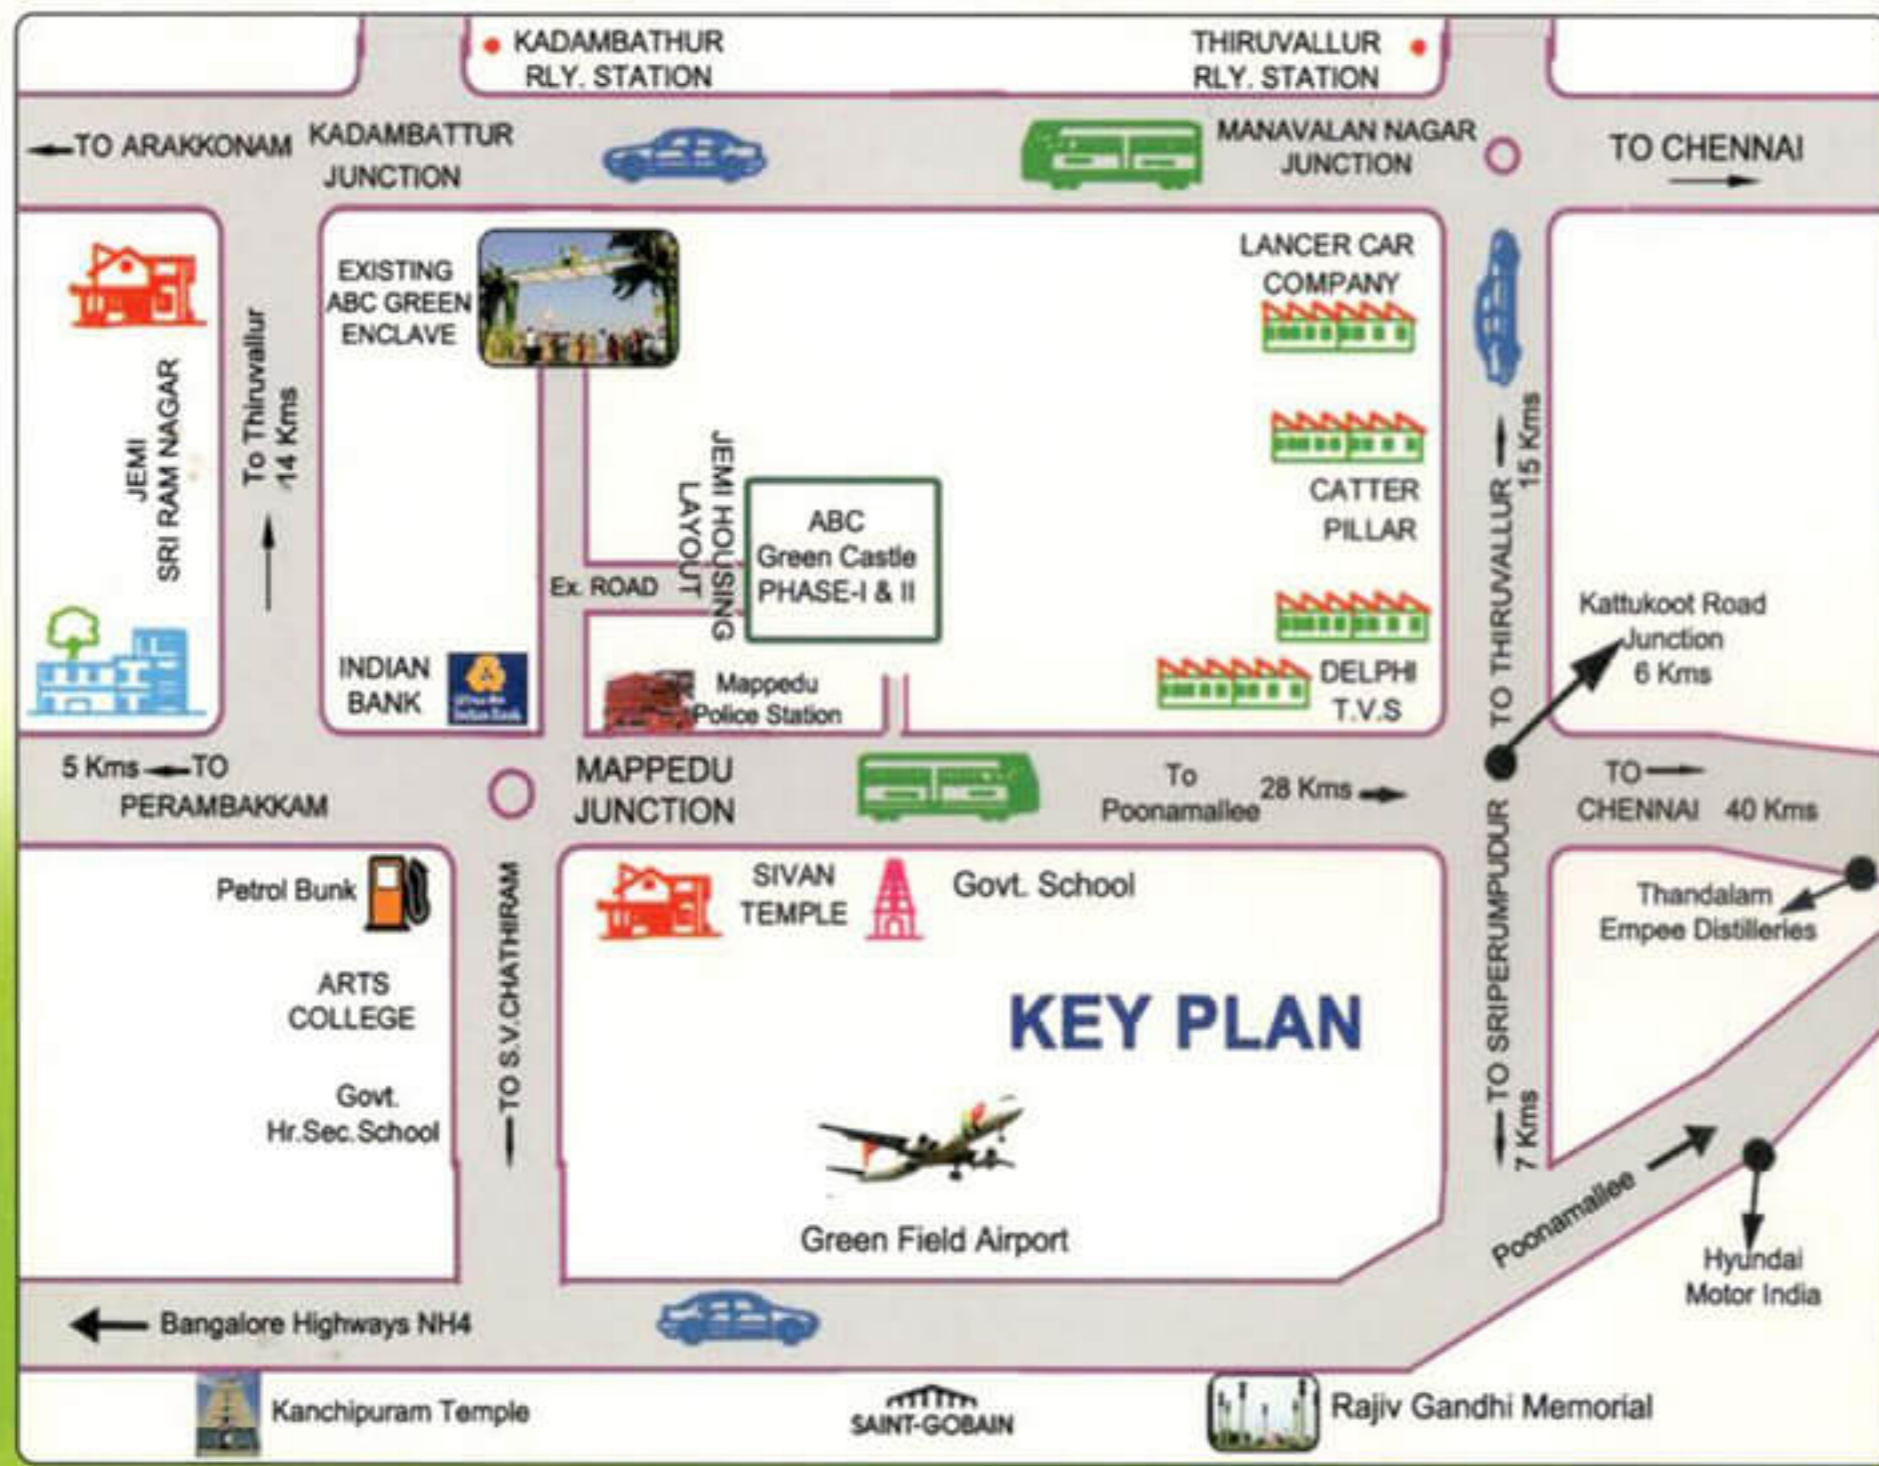 KADAMBATHUR
RLY. STATION
THIRUVALLUR
RLY. STATION
TO ARAKKONAM
KADAMBATTUR
JUNCTION
MANAVALAN NAGAR
JUNCTION
TO CHENNAI
EXISTING
ABC GREEN
ENCLAVE
LANCER CAR
COMPANY
JEMI
SRI RAM NAGAR
To Thiruvallur
14 Kms
JEMI HOUSING
LAYOUT
ABC
Green Castle
PHASE-I & II
Ex. ROAD
CATTER
PILLAR
TO THIRUVALLUR
15 Kms
Kattukoot Road
Junction
6 Kms
INDIAN
BANK
Indian Bank
Mappedu
Police Station
DELPHI
T.V.S
5 Kms TO
PERAMBAKKAM
MAPPEDU
JUNCTION
To
Poonamallee
28 Kms
TO
CHENNAI 40 Kms
Petrol Bunk
TO S.V.CHATHIRAM
SIVAN
TEMPLE
Govt. School
TO SRIPERUMPUDUR
7 Kms
Thandalam
Empee Distilleries
ARTS
COLLEGE
KEY PLAN
Govt.
Hr.Sec.School
Green Field Airport
Poonamallee
Hyundai
Motor India
Bangalore Highways NH4
Kanchipuram Temple
SAINT-GOBAIN
Rajiv Gandhi Memorial